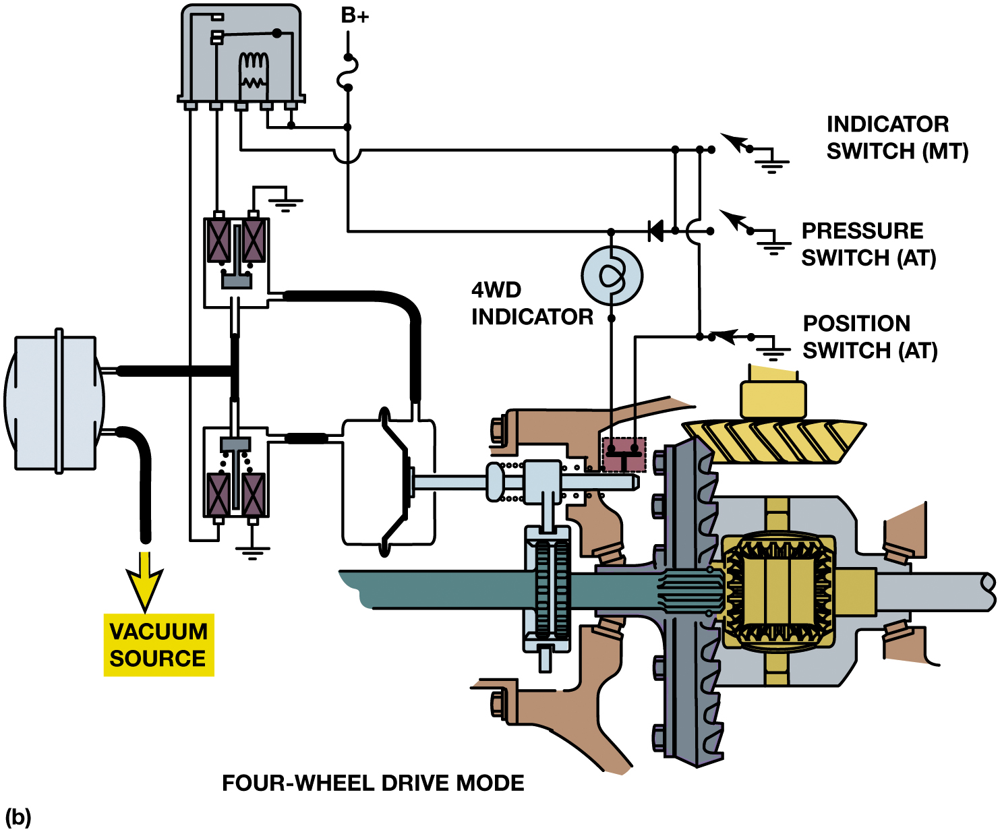 B+
INDICATOR
SWITCH (MT)
PRESSURE
SWITCH (AT)
4WD
INDICATOR
POSITION
SWITCH (AT)
VACUUM
SOURCE
FOUR-WHEEL DRIVE MODE
(b)